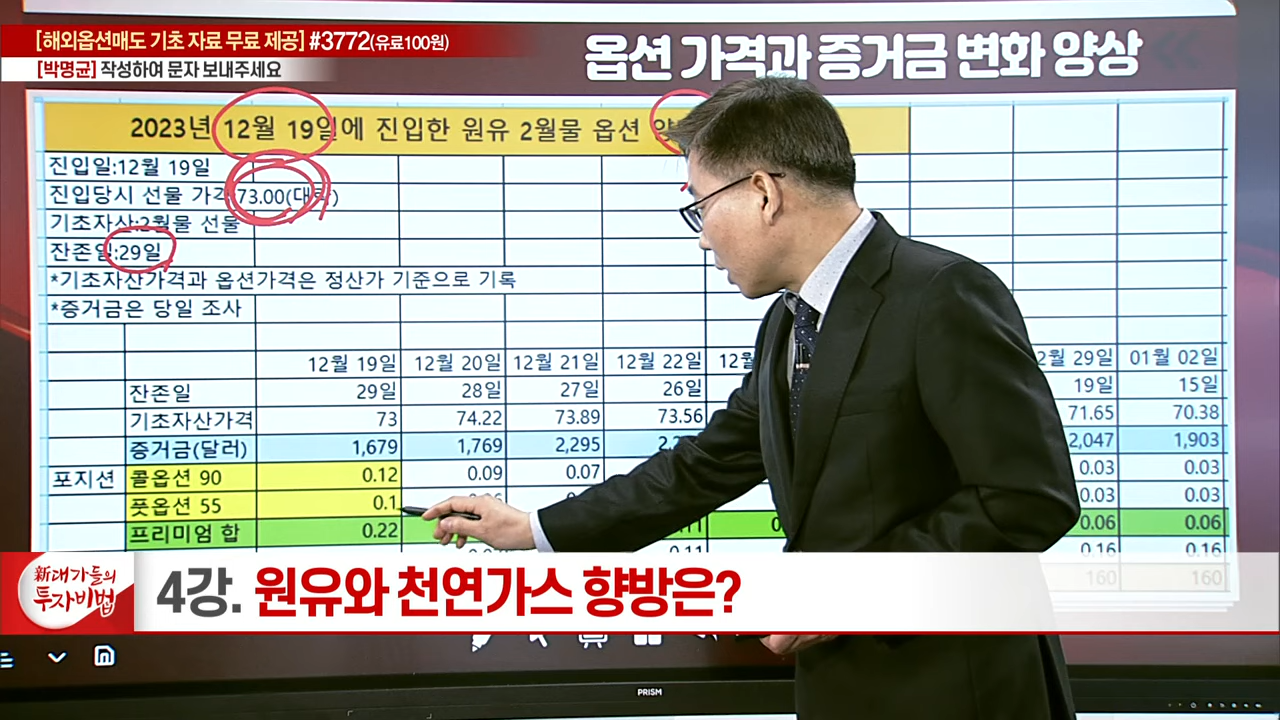 [해외옵션매도 기초 자료 무료 제공] #3772(유료100원)
[박명균] 작성하여 문자 보내주세요
옵션 가격과 증거금 변화 양상
2023년 12월 19일에 진입한 원유 2월물 옵션
진입일:12월 19일
진입당시 선물 가격:73.00(대략)
기초자산:2월물 선물
잔존일:29일
*기초자산가격과 옵션가격은 정산가 기준으로 기록
*증거금은 당일 조사
12월 19일 12월 20일 12월 21일 12월 22일 2월 29일 01월 02일
잔존일 29일 28일 27일 26일 19일 15일
기초자산가격 73 74.22 73.89 73.56 71.65 70.38
증거금(달러) 1,679 1,769 2,295 2,047 1,903
포지션 콜옵션 90 0.12 0.09 0.07 0.03 0.03
풋옵션 55 0.1 0.03 0.03
프리미엄 합 0.22 0.06 0.06
0.11 0.16 0.16
160 160
新대가들의
투자비법
4강. 원유와 천연가스 향방은?
PRISM